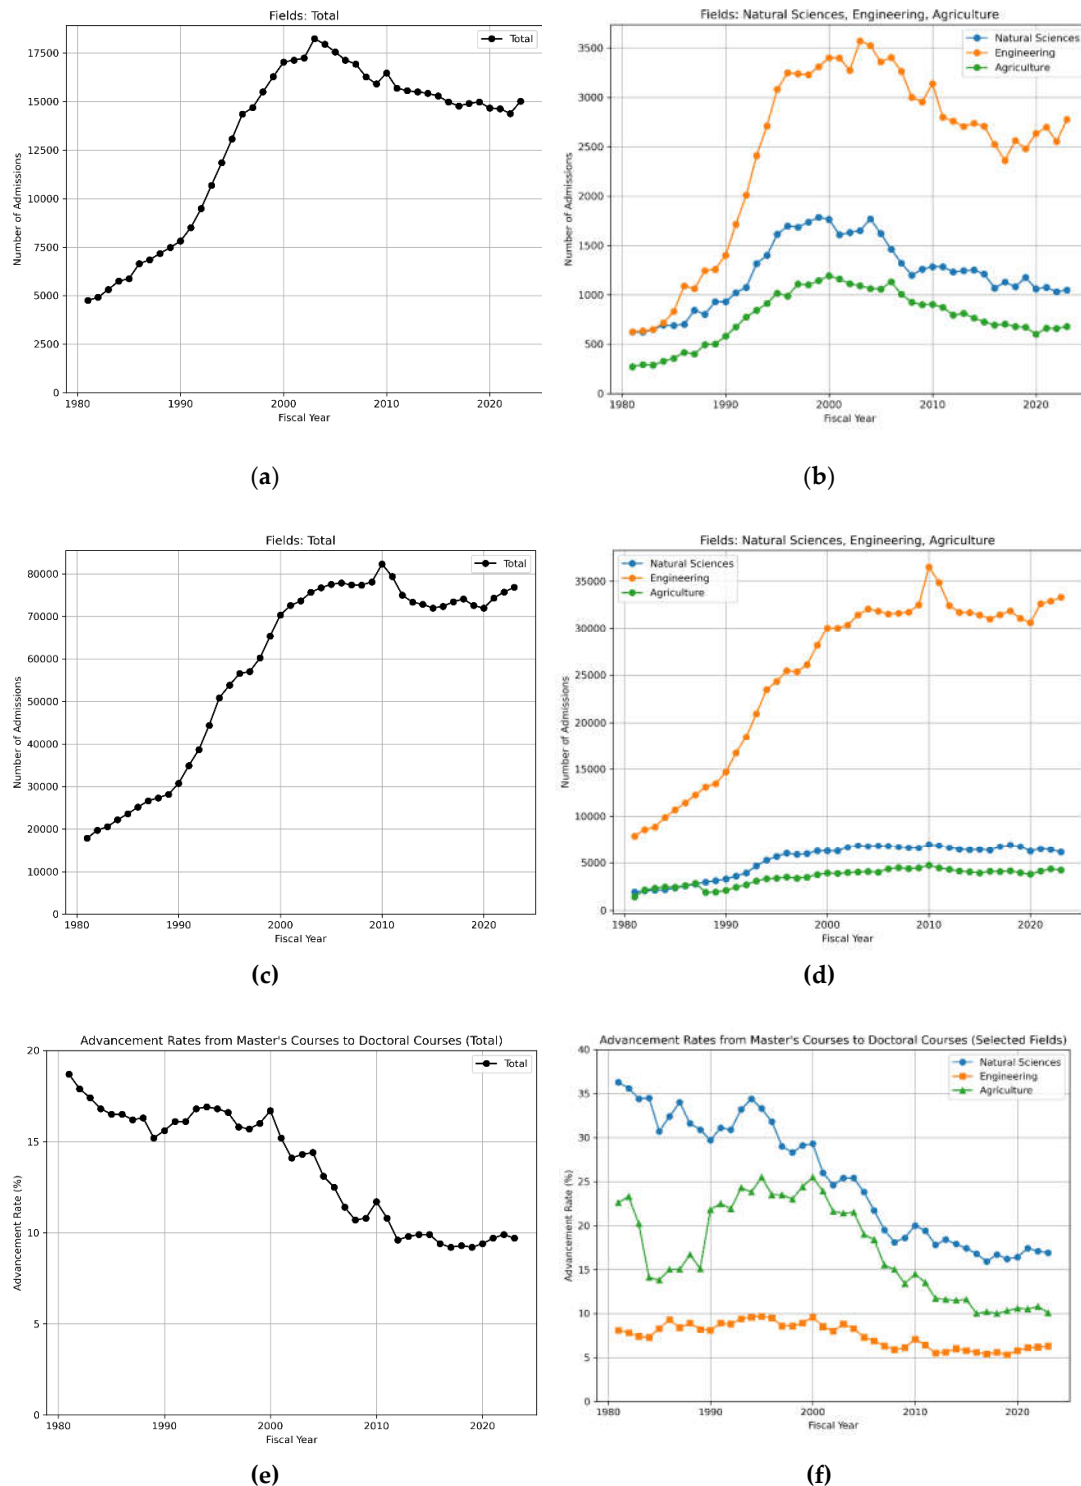 Fields: Total
Total
17500
15000
12500
10000
7500
5000
2500
0
Number of Admissions
1980
1990
2000
2010
2020
Fiscal Year
(a)
Fields: Natural Sciences, Engineering, Agriculture
Natural Sciences
Engineering
Agriculture
3500
3000
2500
2000
1500
1000
500
0
Number of Admissions
1980
1990
2000
2010
2020
Fiscal Year
(b)
Fields: Total
Total
80000
70000
60000
50000
40000
30000
20000
10000
0
Number of Admissions
1980
1990
2000
2010
2020
Fiscal Year
(c)
Fields: Natural Sciences, Engineering, Agriculture
Natural Sciences
Engineering
Agriculture
35000
30000
25000
20000
15000
10000
5000
0
Number of Admissions
1980
1990
2000
2010
2020
Fiscal Year
(d)
Advancement Rates from Master's Courses to Doctoral Courses (Total)
Total
20
15
10
5
0
Advancement Rate (%)
1980
1990
2000
2010
2020
Fiscal Year
(e)
Advancement Rates from Master's Courses to Doctoral Courses (Selected Fields)
Natural Sciences
Engineering
Agriculture
40
35
30
25
20
15
10
5
0
Advancement Rate (%)
1980
1990
2000
2010
2020
Fiscal Year
(f)